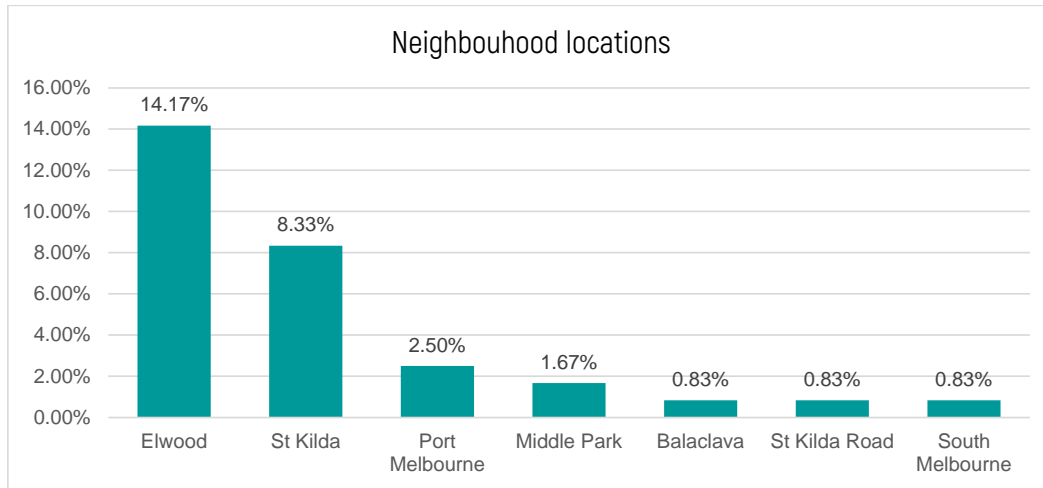 Neighbouhood locations
16.00%
14.00%
12.00%
10.00%
8.00%
6.00%
4.00%
2.00%
0.00%
14.17%
8.33%
2.50%
1.67%
0.83%
0.83%
0.83%
Elwood
St Kilda
Port
Melbourne
Middle Park
Balaclava
St Kilda Road
South
Melbourne